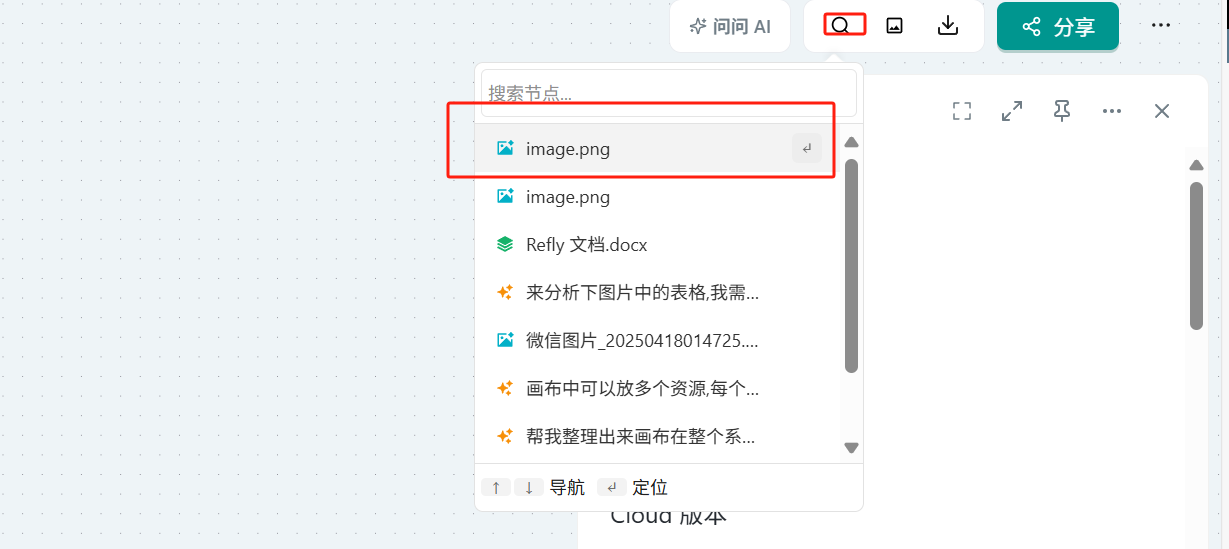 问问 AI
分享
搜索节点...
image.png
image.png
Refly 文档.docx
来分析下图片中的表格,我需...
微信图片_20250418014725....
画布中可以放多个资源,每个...
帮我整理出来画布在整个系...
↑ ↓ 导航 ↵ 定位
Cloud 版本